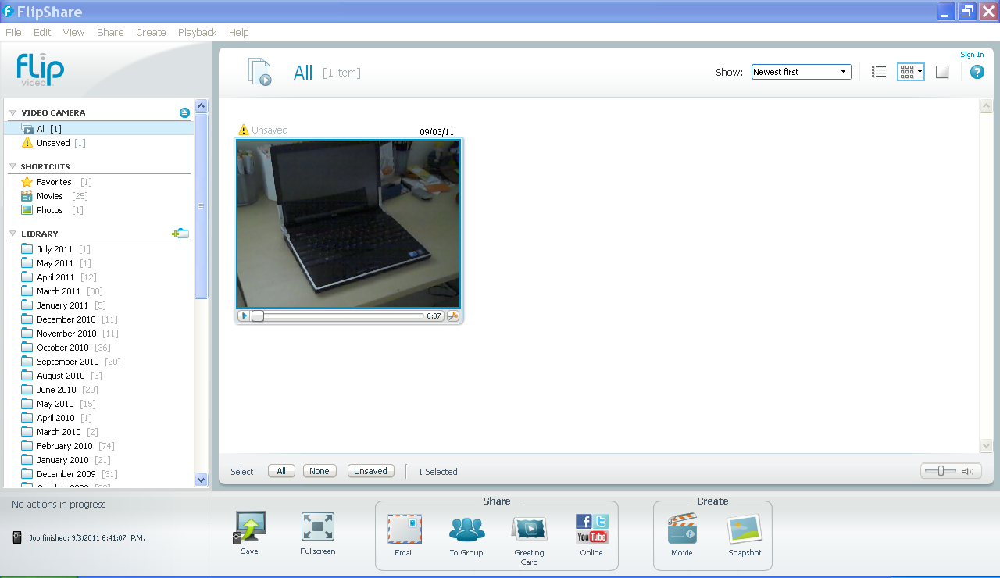 FlipShare
File Edit View Share Create Playback Help
flip
video
Sign In
All [1 item]
Show: Newest first
VIDEO CAMERA
All [1]
Unsaved [1]
SHORTCUTS
Favorites [1]
Movies [25]
Photos [1]
LIBRARY
July 2011 [1]
May 2011 [1]
April 2011 [12]
March 2011 [38]
January 2011 [5]
December 2010 [11]
November 2010 [11]
October 2010 [36]
September 2010 [20]
August 2010 [3]
June 2010 [20]
May 2010 [15]
April 2010 [1]
March 2010 [2]
February 2010 [74]
January 2010 [21]
December 2009 [31]
Unsaved 09/03/11
0:07
Select: All None Unsaved 1 Selected
No actions in progress
Job finished: 9/3/2011 6:41:07 P.M.
Save
Fullscreen
Share
Email
To Group
Greeting
Card
f t
You Tube
Online
Create
Movie
Snapshot